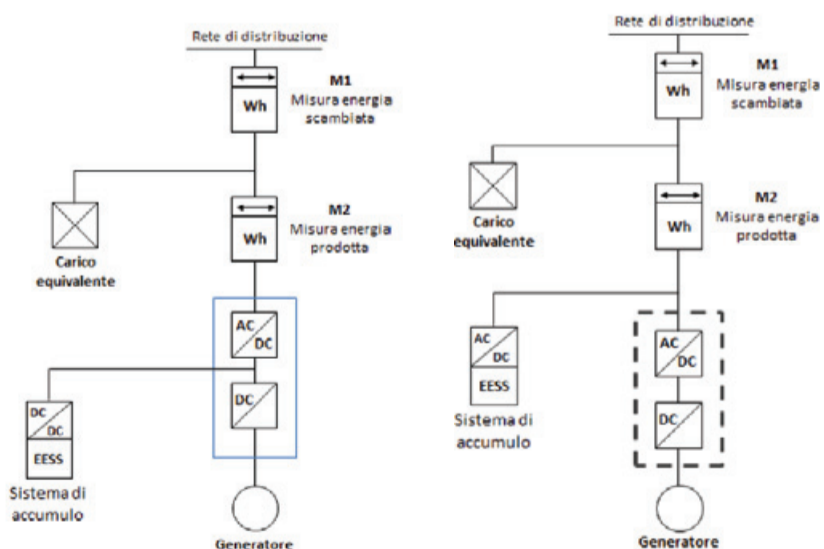 Rete di distribuzione
M1
Misura energia
scambiata
Wh
Carico
equivalente
M2
Misura energia
prodotta
Wh
AC
DC
DC
DC
DC
EESS
Sistema di
accumulo
Generatore
Rete di distribuzione
M1
Misura energia
scambiata
Wh
Carico
equivalente
M2
Misura energia
prodotta
Wh
AC
DC
EESS
Sistema di
accumulo
AC
DC
DC
Generatore